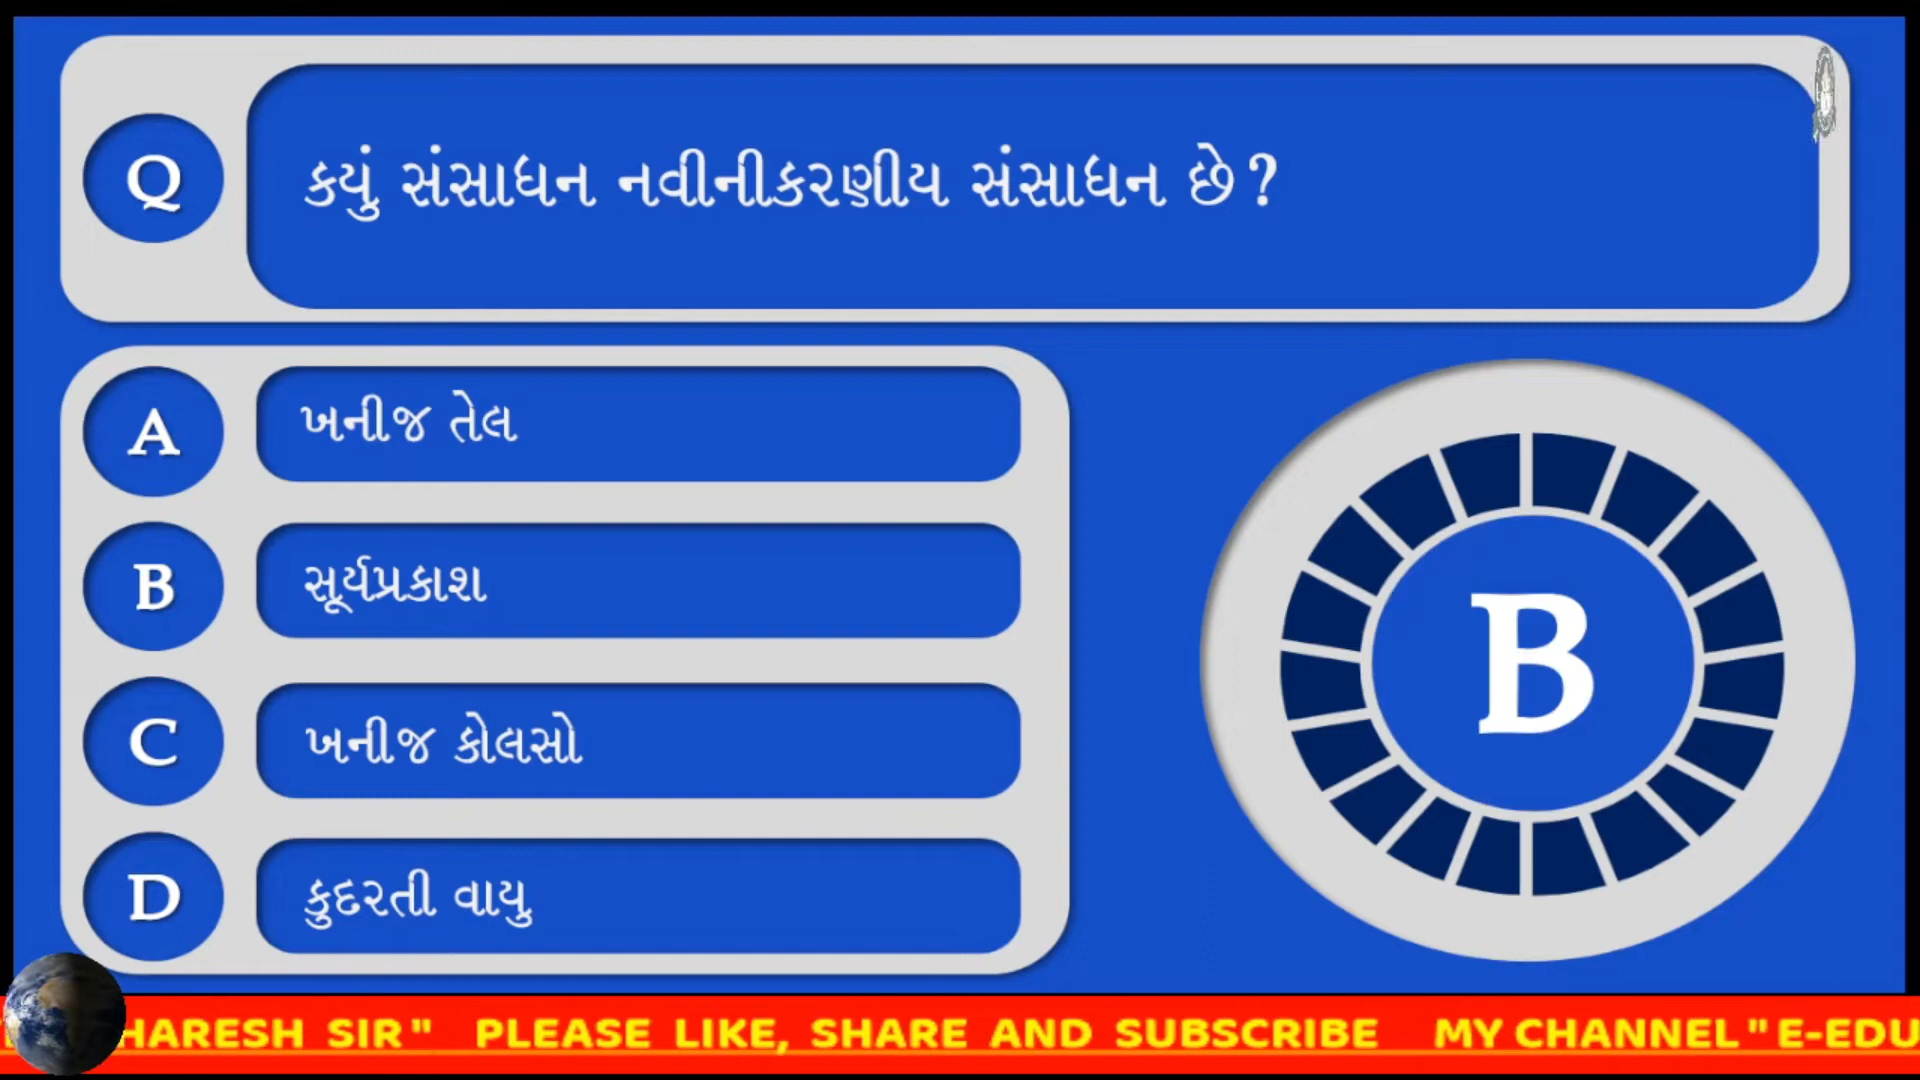 Q
કયું સંસાધન નવીનીકરણીય સંસાધન છે?
A
ખનીજ તેલ
B
સૂર્યપ્રકાશ
C
ખનીજ કોલસો
D
કુદરતી વાયુ
B
HARESH SIR" PLEASE LIKE, SHARE AND SUBSCRIBE MY CHANNEL "E-EDU